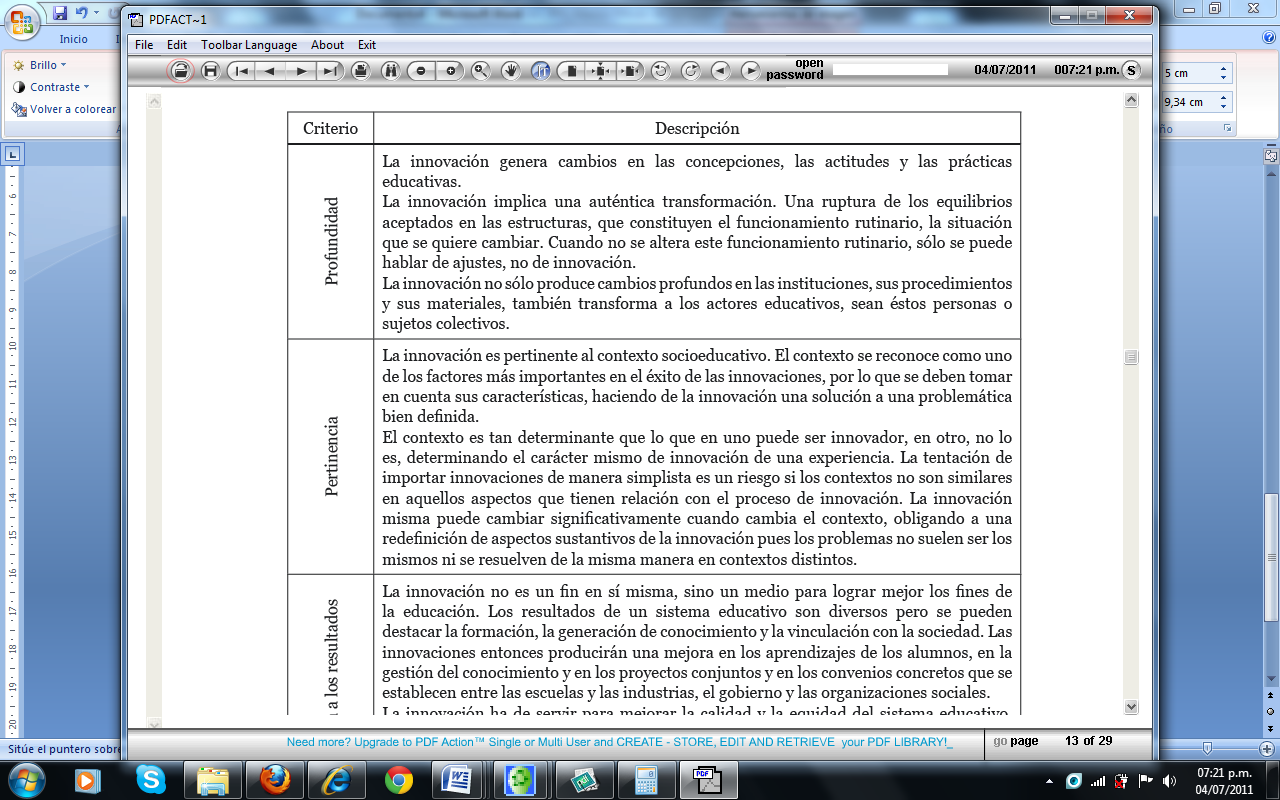 PDFACT~1
Inicio
File Edit Toolbar Language About Exit
Brillo
Contraste
Volver a colorear
open
password
04/07/2011 007:21 p.m. S
5 cm
9,34 cm
Criterio Descripción
Profundidad
La innovación genera cambios en las concepciones, las actitudes y las prácticas
educativas.
La innovación implica una auténtica transformación. Una ruptura de los equilibrios
aceptados en las estructuras, que constituyen el funcionamiento rutinario, la situación
que se quiere cambiar. Cuando no se altera este funcionamiento rutinario, sólo se puede
hablar de ajustes, no de innovación.
La innovación no sólo produce cambios profundos en las instituciones, sus procedimientos
y sus materiales, también transforma a los actores educativos, sean éstos personas o
sujetos colectivos.
Pertinencia
La innovación es pertinente al contexto socioeducativo. El contexto se reconoce como uno
de los factores más importantes en el éxito de las innovaciones, por lo que se deben tomar
en cuenta sus características, haciendo de la innovación una solución a una problemática
bien definida.
El contexto es tan determinante que lo que en uno puede ser innovador, en otro, no lo
es, determinando el carácter mismo de innovación de una experiencia. La tentación de
importar innovaciones de manera simplista es un riesgo si los contextos no son similares
en aquellos aspectos que tienen relación con el proceso de innovación. La innovación
misma puede cambiar significativamente cuando cambia el contexto, obligando a una
redefinición de aspectos sustantivos de la innovación pues los problemas no suelen ser los
mismos ni se resuelven de la misma manera en contextos distintos.
a los resultados
La innovación no es un fin en sí misma, sino un medio para lograr mejor los fines de
la educación. Los resultados de un sistema educativo son diversos pero se pueden
destacar la formación, la generación de conocimiento y la vinculación con la sociedad. Las
innovaciones entonces producirán una mejora en los aprendizajes de los alumnos, en la
gestión del conocimiento y en los proyectos conjuntos y en los convenios concretos que se
establecen entre las escuelas y las industrias, el gobierno y las organizaciones sociales.
La innovación ha de servir para mejorar la calidad y la equidad del sistema educativo.
Need more? Upgrade to PDF Action™ Single or Multi User and CREATE - STORE, EDIT AND RETRIEVE your PDF LIBRARY!_
go page 13 of 29
Sitúe el puntero sobre
07:21 p.m.
04/07/2011